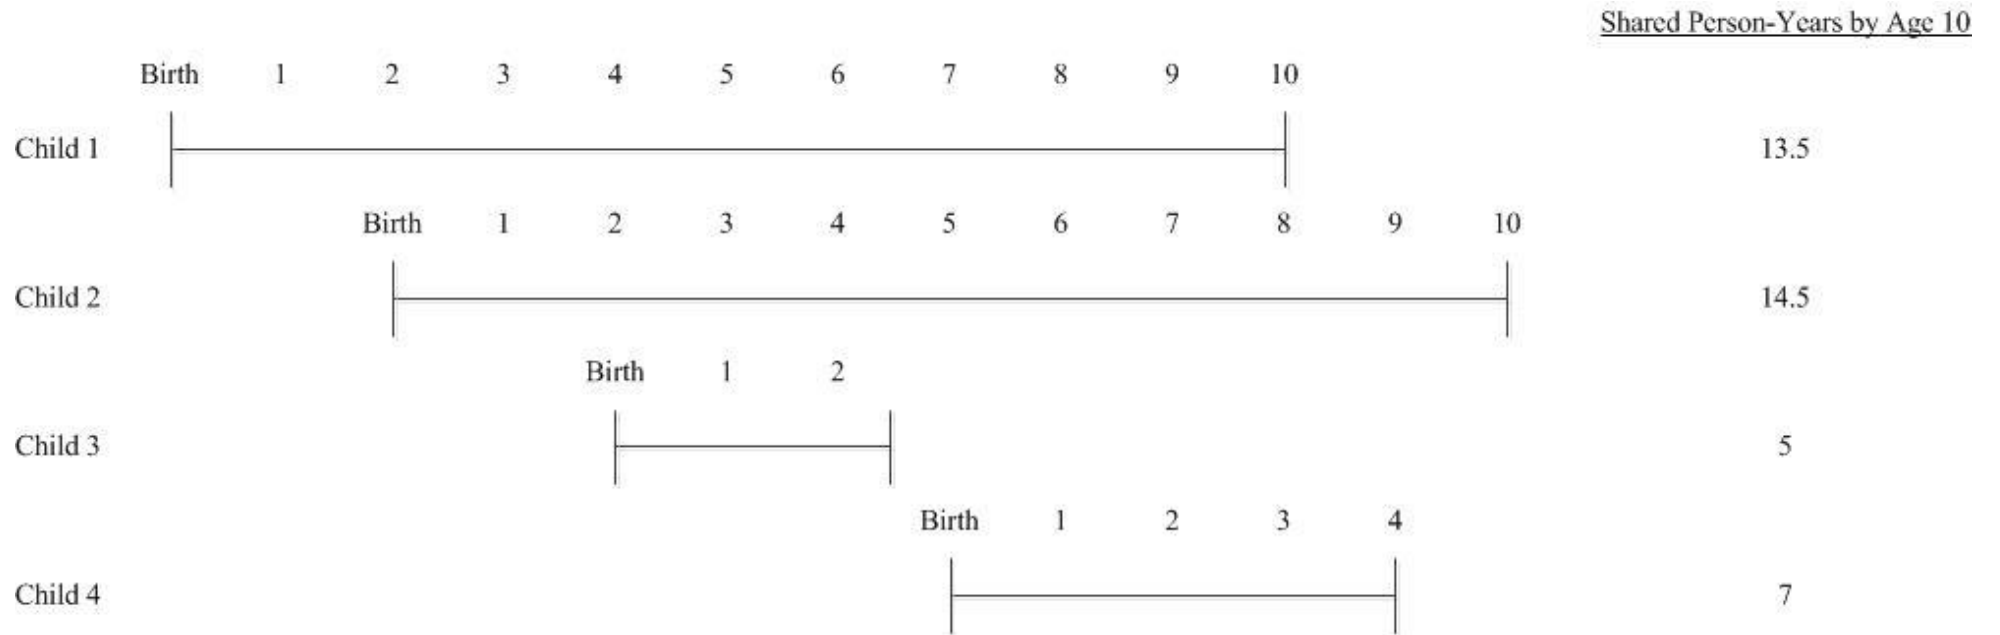 Shared Person-Years by Age 10
Birth 1 2 3 4 5 6 7 8 9 10
Child 1 13.5
Birth 1 2 3 4 5 6 7 8 9 10
Child 2 14.5
Birth 1 2
Child 3 5
Birth 1 2 3 4
Child 4 7